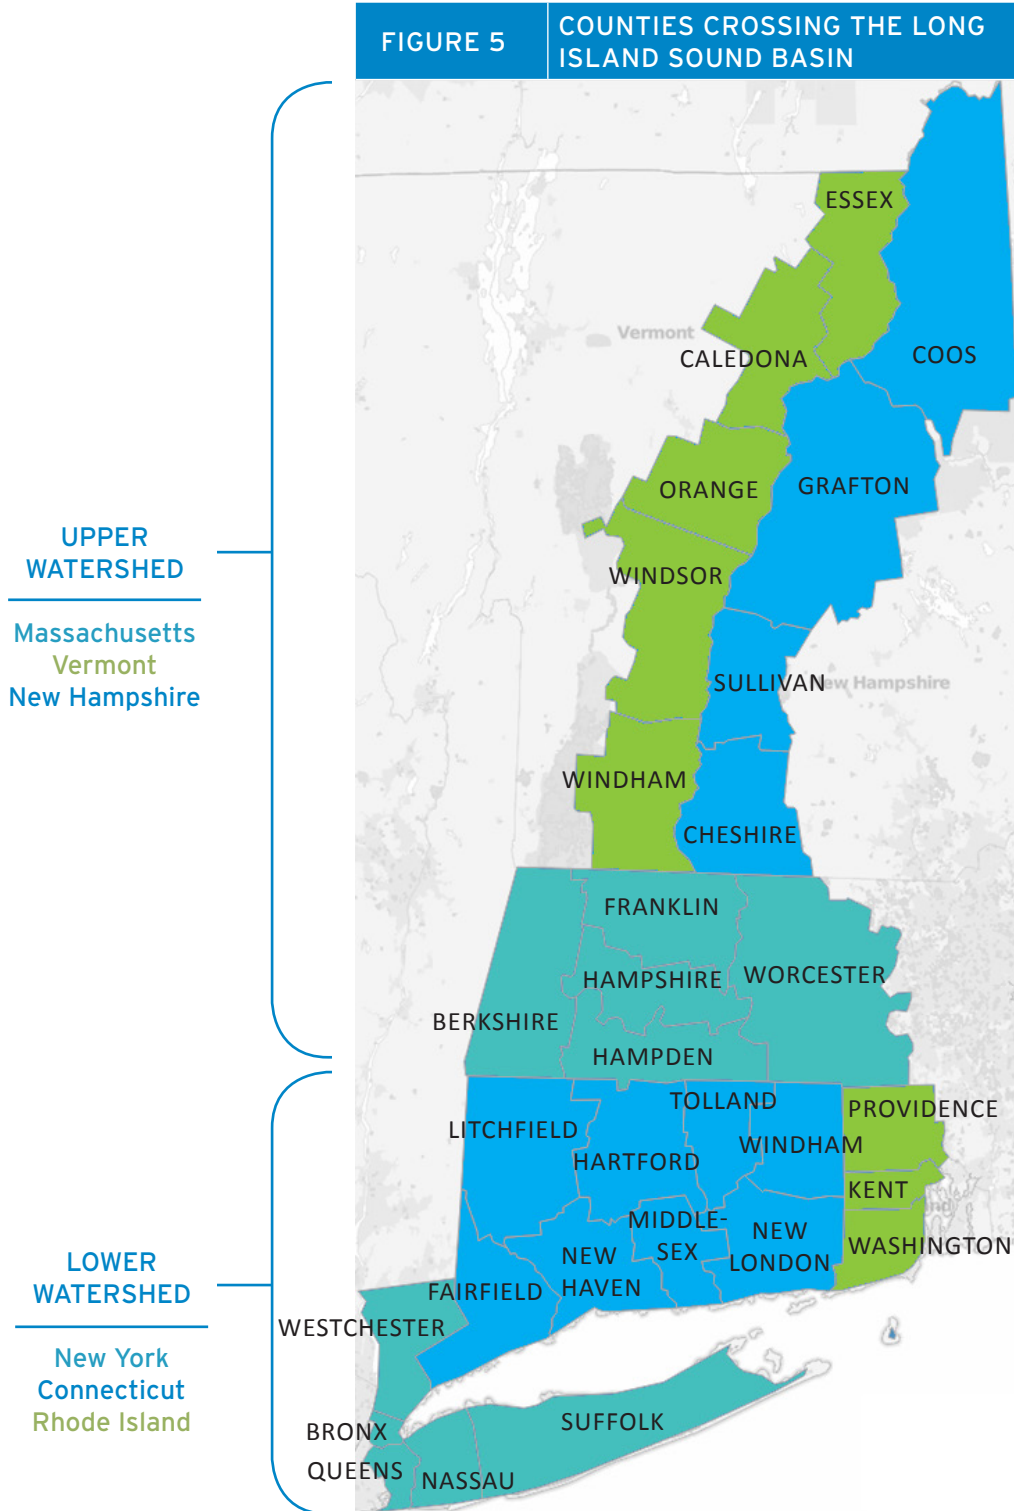 FIGURE 5
COUNTIES CROSSING THE LONG
ISLAND SOUND BASIN
ESSEX
Vermont
CALEDONA
COOS
ORANGE
GRAFTON
UPPER
WATERSHED
Massachusetts
Vermont
New Hampshire
WINDSOR
SULLIVAN
New Hampshire
WINDHAM
CHESHIRE
FRANKLIN
HAMPSHIRE
WORCESTER
BERKSHIRE
HAMPDEN
TOLLAND
PROVIDENCE
LITCHFIELD
WINDHAM
HARTFORD
KENT
MIDDLE-
SEX
NEW
LONDON
WASHINGTON
NEW
HAVEN
FAIRFIELD
LOWER
WATERSHED
New York
Connecticut
Rhode Island
WESTCHESTER
BRONX
SUFFOLK
QUEENS
NASSAU